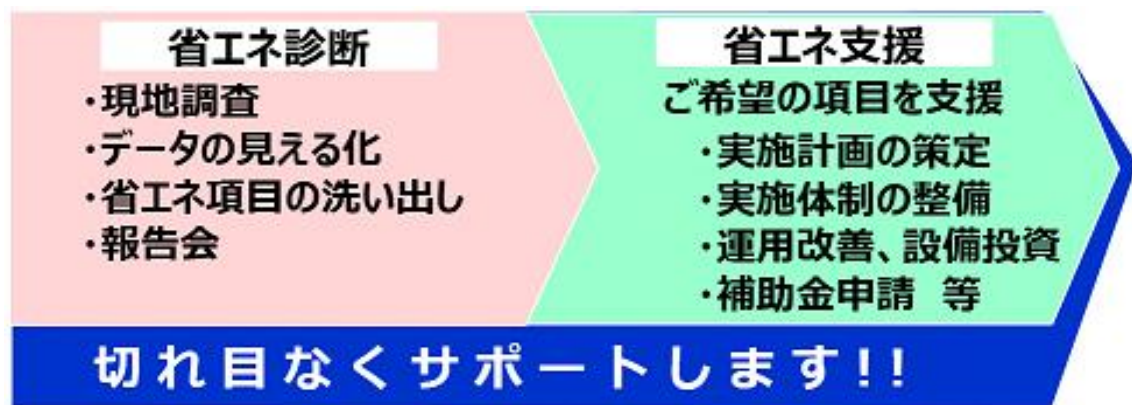 省エネ診断
・現地調査
・データの見える化
・省エネ項目の洗い出し
・報告会
省エネ支援
ご希望の項目を支援
・実施計画の策定
・実施体制の整備
・運用改善、設備投資
・補助金申請　等
切れ目なくサポートします!!